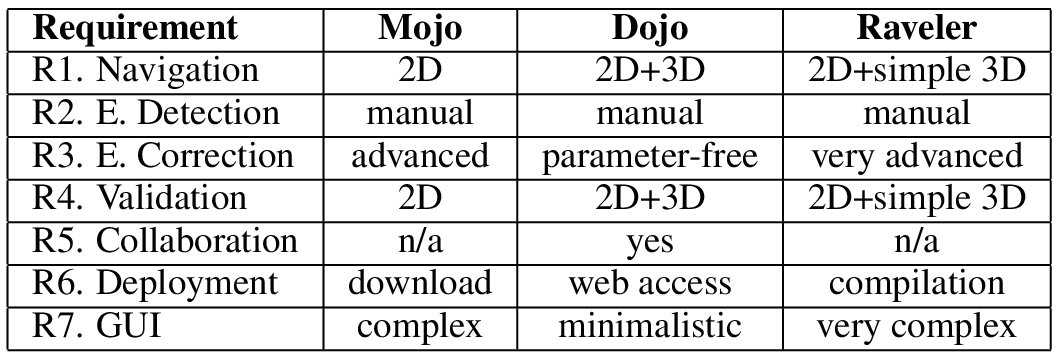 Requirement Mojo Dojo Raveler
R1. Navigation 2D 2D+3D 2D+simple 3D
R2. E. Detection manual manual manual
R3. E. Correction advanced parameter-free very advanced
R4. Validation 2D 2D+3D 2D+simple 3D
R5. Collaboration n/a yes n/a
R6. Deployment download web access compilation
R7. GUI complex minimalistic very complex